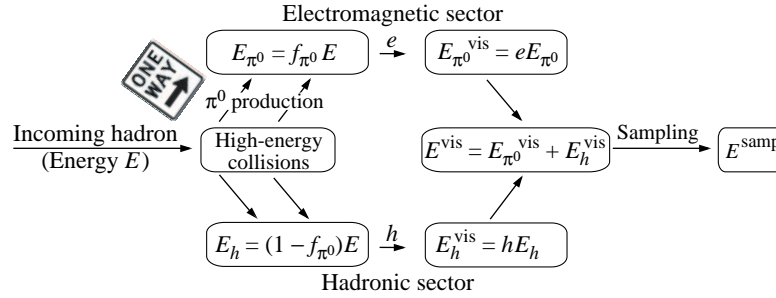 Electromagnetic sector
E_π⁰ = f_π⁰ E
e
E_π⁰^vis = eE_π⁰
ONE
WAY
π⁰ production
Incoming hadron
(Energy E)
High-energy
collisions
E^vis = E_π⁰^vis + E_h^vis
Sampling
E^samp
E_h = (1 − f_π⁰)E
h
E_h^vis = hE_h
Hadronic sector